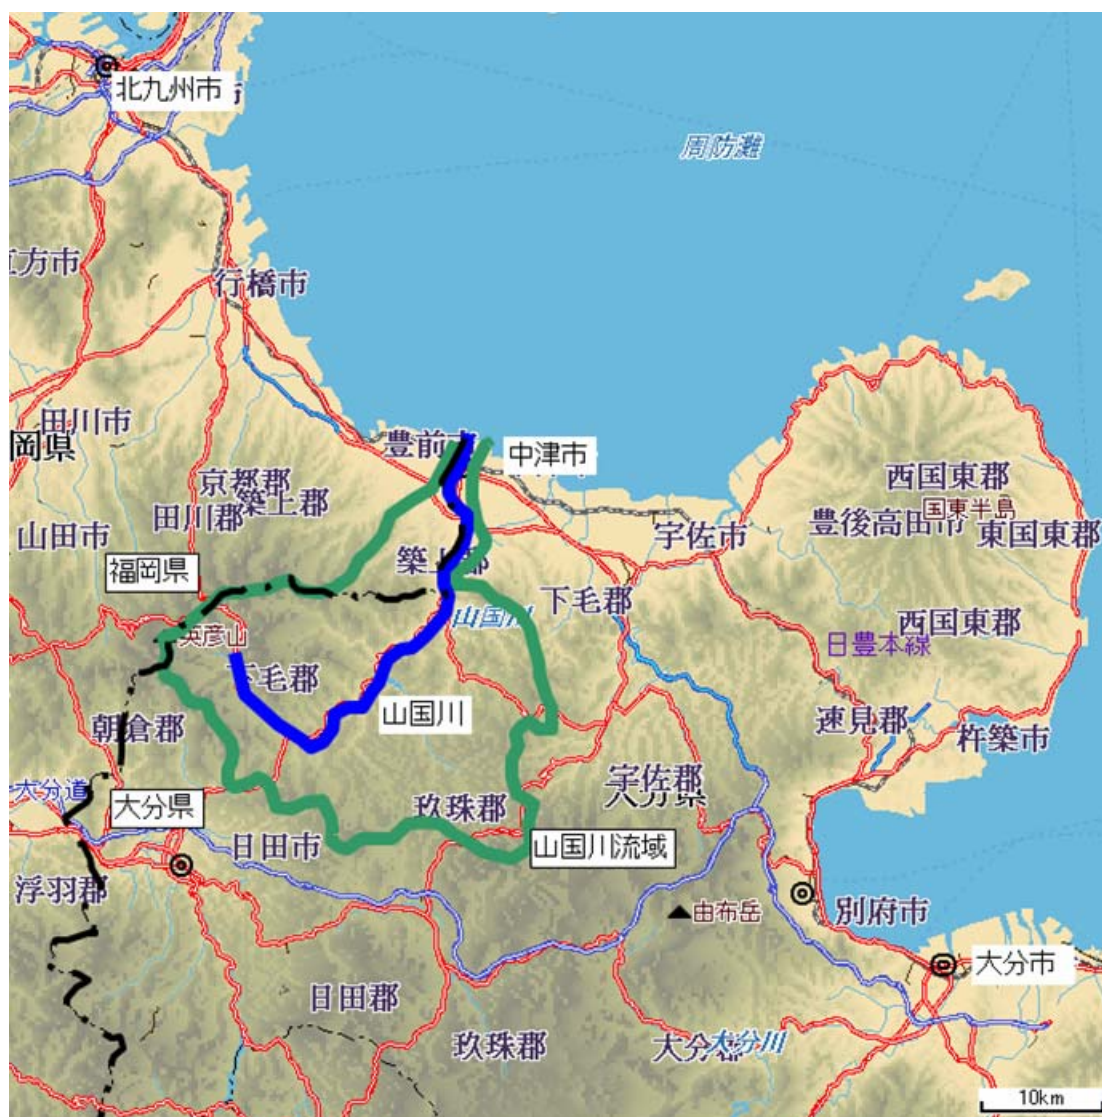 北九州市
市
周防灘
方市
行橋市
田川市
岡県
豊前
中津市
京都郡
築上郡
田川郡
山田市
西国東郡
国東半島
豊後高田市
東国東郡
宇佐市
福岡県
築上郡
山国川
下毛郡
西国東郡
日豊本線
英彦山
下毛郡
山国川
朝倉郡
速見郡
杵築市
大分道
大分県
宇佐郡
大分県
玖珠郡
日田市
山国川流域
浮羽郡
由布岳
別府市
大分市
日田郡
玖珠郡
大分郡
大分川
10km